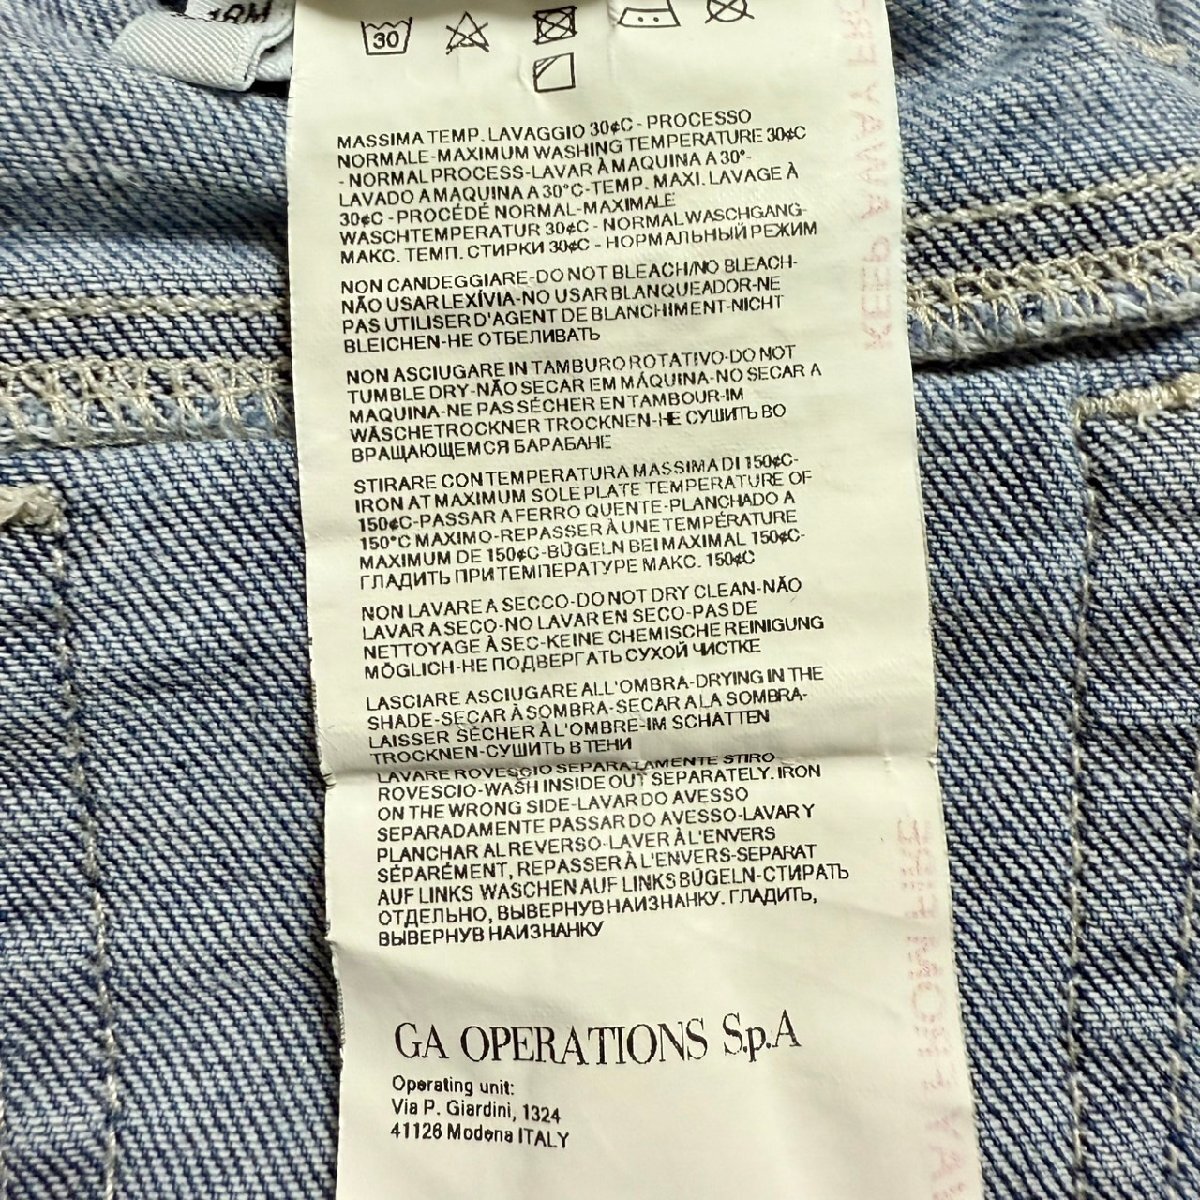 18M
30
MASSIMA TEMP. LAVAGGIO 30¢C - PROCESSO
NORMALE-MAXIMUM WASHING TEMPERATURE 30¢C
- NORMAL PROCESS-LAVAR À MAQUINA A 30°-
LAVADO A MAQUINA A 30°C-TEMP. MAXI. LAVAGE À
30¢C - PROCÉDÉ NORMAL-MAXIMALE
WASCHTEMPERATUR 30¢C - NORMALWASCHGANG-
МАКС. ТЕМП. СТИРКИ 30¢C - НОРМАЛЬНЫЙ РЕЖИМ
NON CANDEGGIARE-DO NOT BLEACH/NO BLEACH-
NÃO USAR LEXÍVIA-NO USAR BLANQUEADOR-NE
PAS UTILISER D'AGENT DE BLANCHIMENT-NICHT
BLEICHEN-НЕ ОТБЕЛИВАТЬ
NON ASCIUGARE IN TAMBURO ROTATIVO-DO NOT
TUMBLE DRY-NÃO SECAR EM MÁQUINA-NO SECAR A
MAQUINA-NE PAS SÉCHER EN TAMBOUR-IM
WÄSCHETROCKNER TROCKNEN-НЕ СУШИТЬ ВО
ВРАЩАЮЩЕМСЯ БАРАБАНЕ
STIRARE CON TEMPERATURA MASSIMA DI 150¢C-
IRON AT MAXIMUM SOLE PLATE TEMPERATURE OF
150¢C-PASSAR A FERRO QUENTE-PLANCHADO A
150°C MAXIMO-REPASSER À UNE TEMPÉRATURE
MAXIMUM DE 150¢C-BÜGELN BEI MAXIMAL 150¢C-
ГЛАДИТЬ ПРИ ТЕМПЕРАТУРЕ МАКС. 150¢C
NON LAVARE A SECCO-DO NOT DRY CLEAN-NÃO
LAVAR A SECO-NO LAVAR EN SECO-PAS DE
NETTOYAGE À SEC-KEINE CHEMISCHE REINIGUNG
MÖGLICH-НЕ ПОДВЕРГАТЬ СУХОЙ ЧИСТКЕ
LASCIARE ASCIUGARE ALL'OMBRA-DRYING IN THE
SHADE-SECAR À SOMBRA-SECAR A LA SOMBRA-
LAISSER SÉCHER À L'OMBRE-IM SCHATTEN
TROCKNEN-СУШИТЬ В ТЕНИ
LAVARE ROVESCIO SEPARATAMENTE STIRO
ROVESCIO-WASH INSIDE OUT SEPARATELY. IRON
ON THE WRONG SIDE-LAVAR DO AVESSO
SEPARADAMENTE PASSAR DO AVESSO-LAVAR Y
PLANCHAR AL REVERSO-LAVER À L'ENVERS
SÉPARÉMENT, REPASSER À L'ENVERS-SEPARAT
AUF LINKS WASCHEN AUF LINKS BÜGELN-СТИРАТЬ
ОТДЕЛЬНО, ВЫВЕРНУВ НАИЗНАНКУ. ГЛАДИТЬ,
ВЫВЕРНУВ НАИЗНАНКУ
GA OPERATIONS S.p.A
Operating unit:
Via P. Giardini, 1324
41126 Modena ITALY
KEEP AWAY FRO
AY FROM FIRE